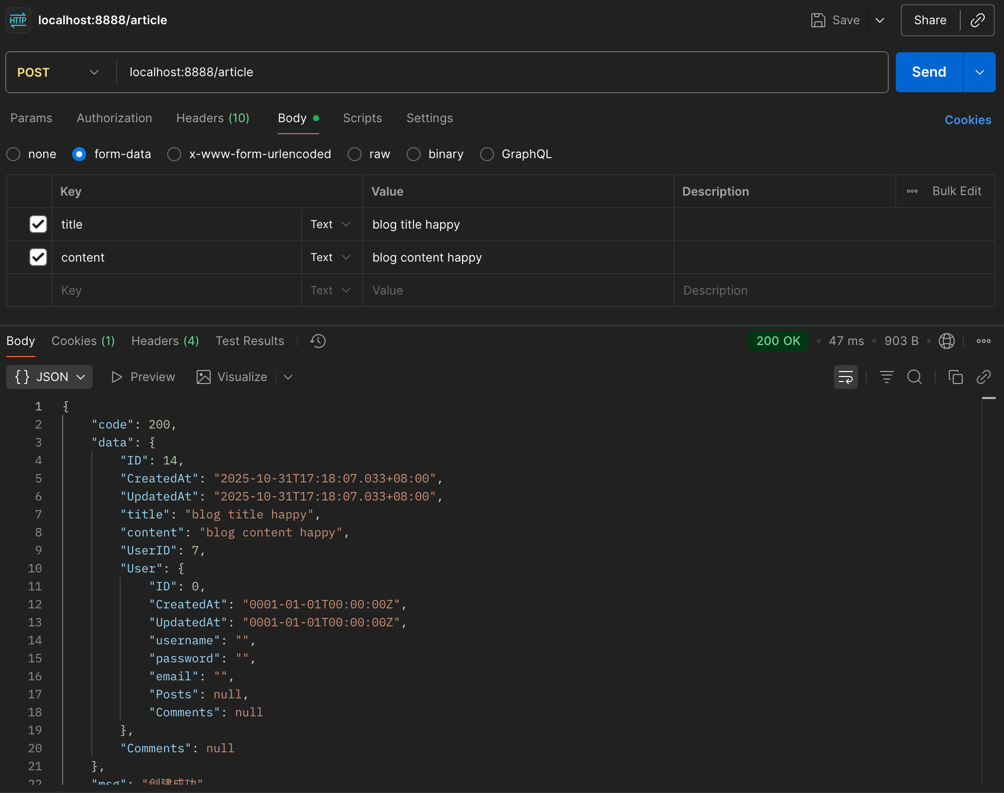 HTTP localhost:8888/article Save Share
POST localhost:8888/article Send
Params Authorization Headers (10) Body Scripts Settings Cookies
none form-data x-www-form-urlencoded raw binary GraphQL
Key Value Description Bulk Edit
title Text blog title happy
content Text blog content happy
Key Text Value Description
Body Cookies (1) Headers (4) Test Results 200 OK 47 ms 903 B
{} JSON Preview Visualize
1 {
2 "code": 200,
3 "data": {
4 "ID": 14,
5 "CreatedAt": "2025-10-31T17:18:07.033+08:00",
6 "UpdatedAt": "2025-10-31T17:18:07.033+08:00",
7 "title": "blog title happy",
8 "content": "blog content happy",
9 "UserID": 7,
10 "User": {
11 "ID": 0,
12 "CreatedAt": "0001-01-01T00:00:00Z",
13 "UpdatedAt": "0001-01-01T00:00:00Z",
14 "username": "",
15 "password": "",
16 "email": "",
17 "Posts": null,
18 "Comments": null
19 },
20 "Comments": null
21 },
22 "msg": "创建成功"